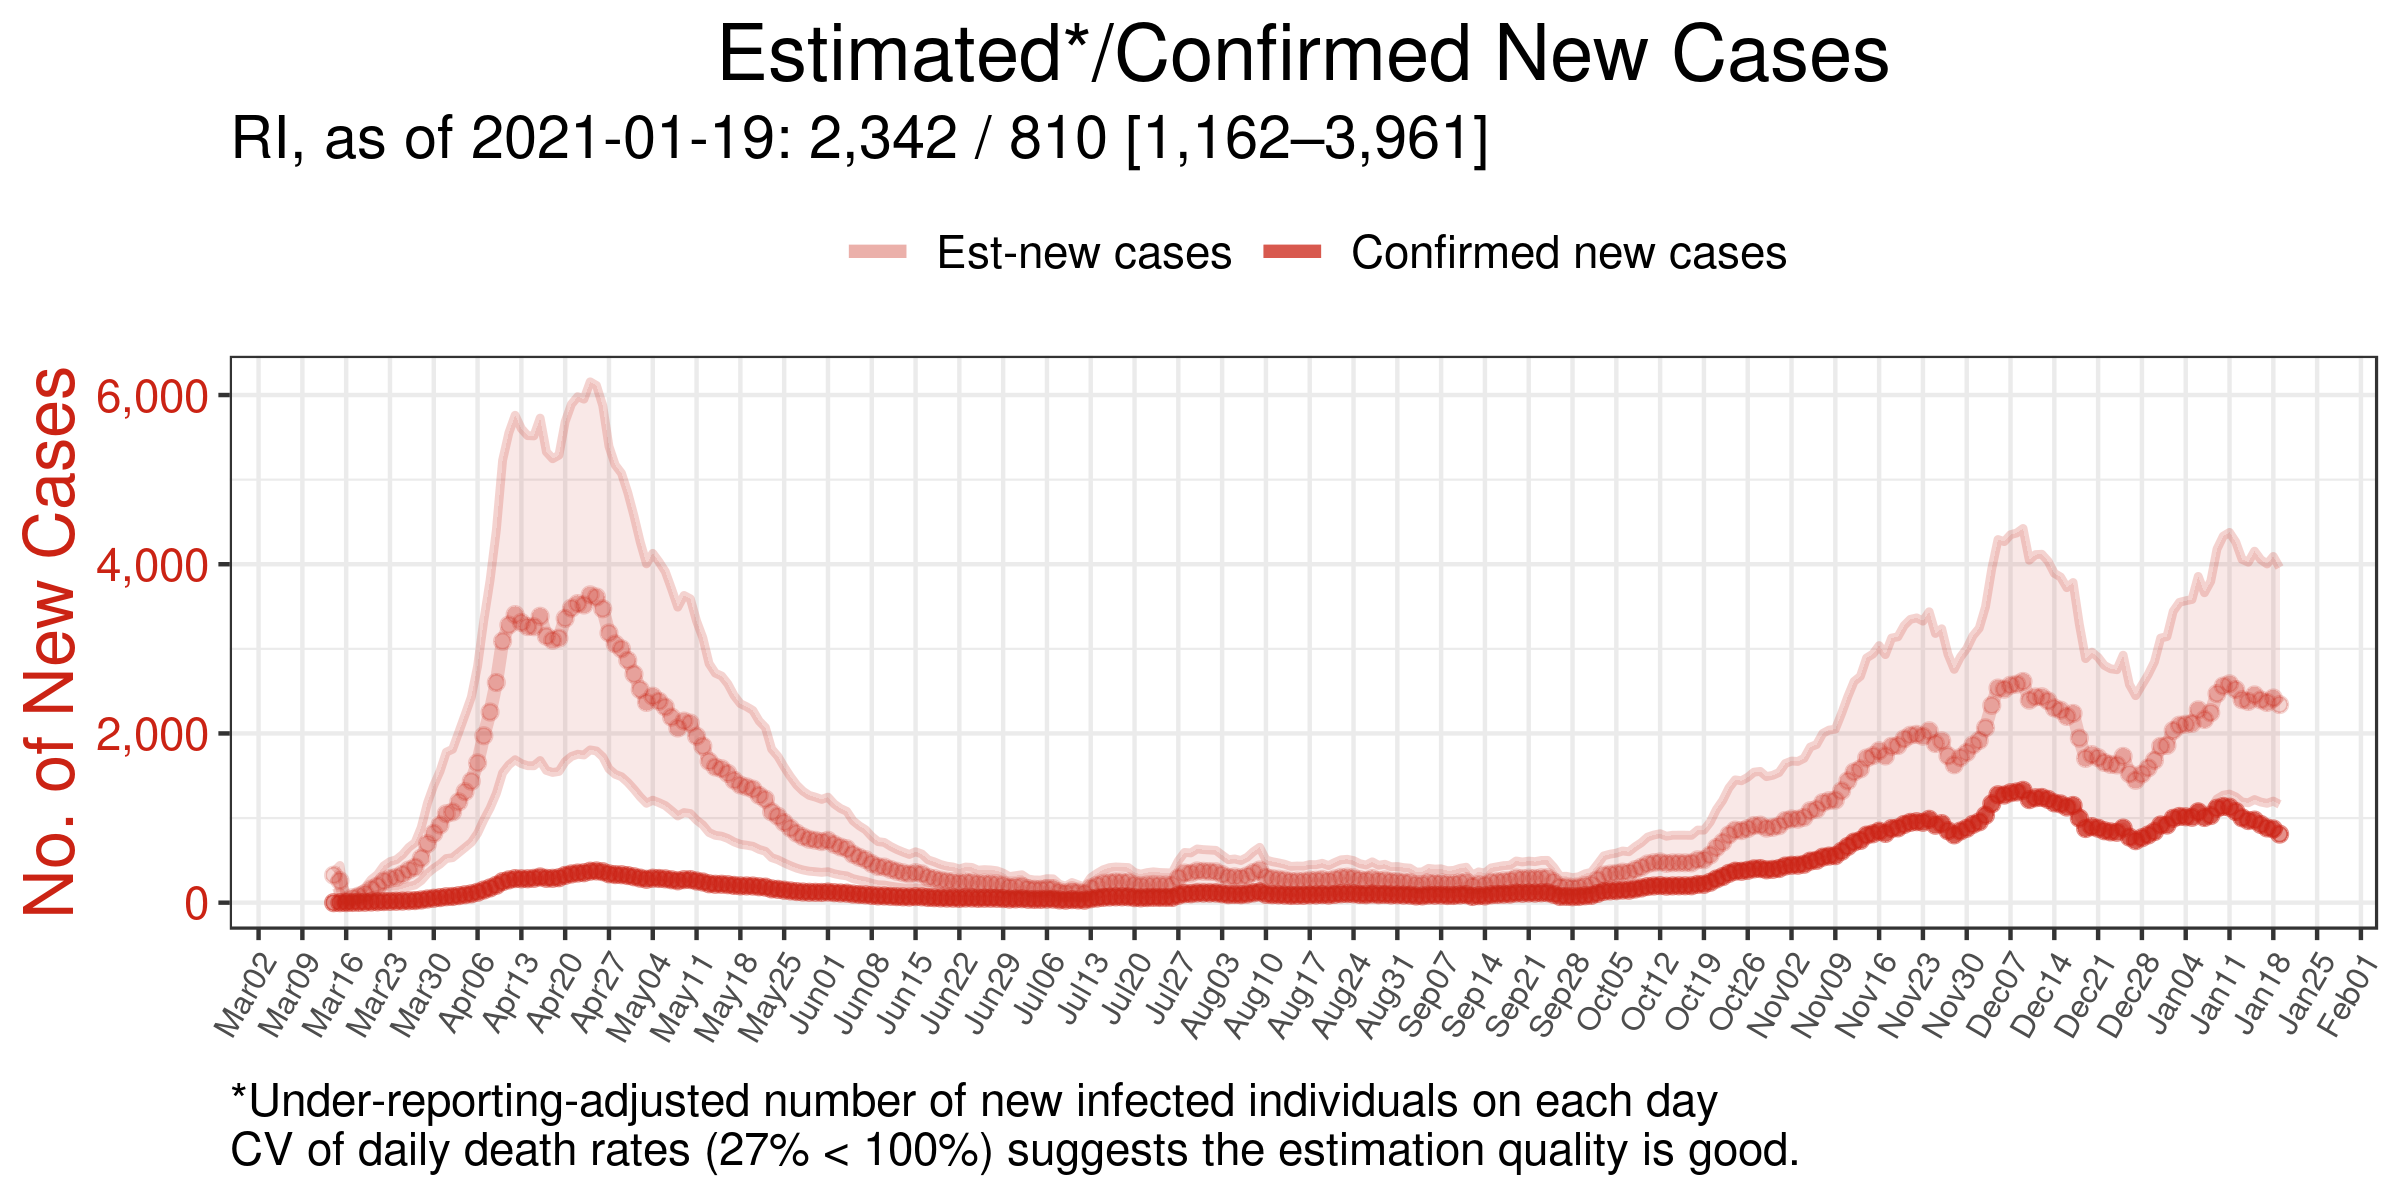 Estimated*/Confirmed New Cases
RI, as of 2021-01-19: 2,342 / 810 [1,162–3,961]
Est-new cases
Confirmed new cases
No. of New Cases
6,000
4,000
2,000
0
Mar02
Mar09
Mar16
Mar23
Mar30
Apr06
Apr13
Apr20
Apr27
May04
May11
May18
May25
Jun01
Jun08
Jun15
Jun22
Jun29
Jul06
Jul13
Jul20
Jul27
Aug03
Aug10
Aug17
Aug24
Aug31
Sep07
Sep14
Sep21
Sep28
Oct05
Oct12
Oct19
Oct26
Nov02
Nov09
Nov16
Nov23
Nov30
Dec07
Dec14
Dec21
Dec28
Jan04
Jan11
Jan18
Jan25
Feb01
*Under-reporting-adjusted number of new infected individuals on each day
CV of daily death rates (27% < 100%) suggests the estimation quality is good.